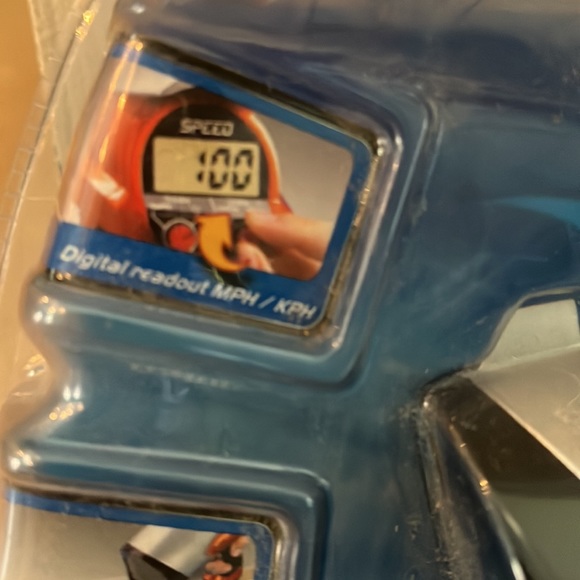 SPEED
100
Digital readout MPH / KPH